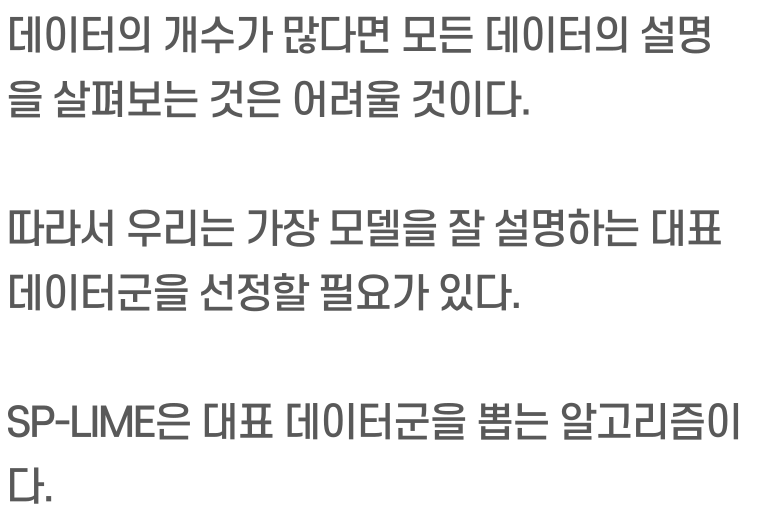 데이터의 개수가 많다면 모든 데이터의 설명
을 살펴보는 것은 어려울 것이다.
따라서 우리는 가장 모델을 잘 설명하는 대표
데이터군을 선정할 필요가 있다.
SP-LIME은 대표 데이터군을 뽑는 알고리즘이
다.